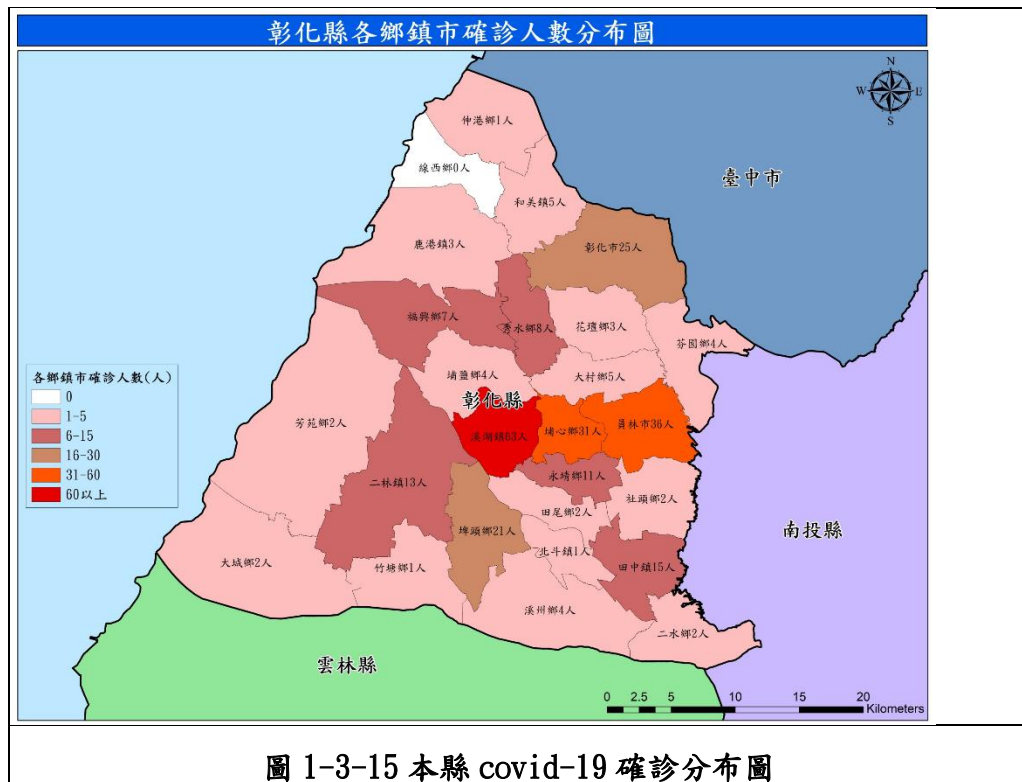 彰化縣各鄉鎮市確診人數分布圖
N
W E
S
伸港鄉1人
線西鄉0人
臺中市
和美鎮5人
鹿港鎮3人
彰化市25人
福興鄉7人
秀水鄉8人
花壇鄉3人
芬園鄉4人
埔鹽鄉4人
大村鄉5人
各鄉鎮市確診人數(人)
0
1-5
6-15
16-30
31-60
60以上
彰化縣
芳苑鄉2人
溪湖鎮63人
埔心鄉31人
員林市36人
永靖鄉11人
二林鎮13人
社頭鄉2人
田尾鄉2人
埤頭鄉21人
南投縣
北斗鎮1人
大城鄉2人
竹塘鄉1人
田中鎮15人
溪州鄉4人
二水鄉2人
雲林縣
0 2.5 5 10 15 20
Kilometers
圖 1-3-15 本縣 covid-19 確診分布圖